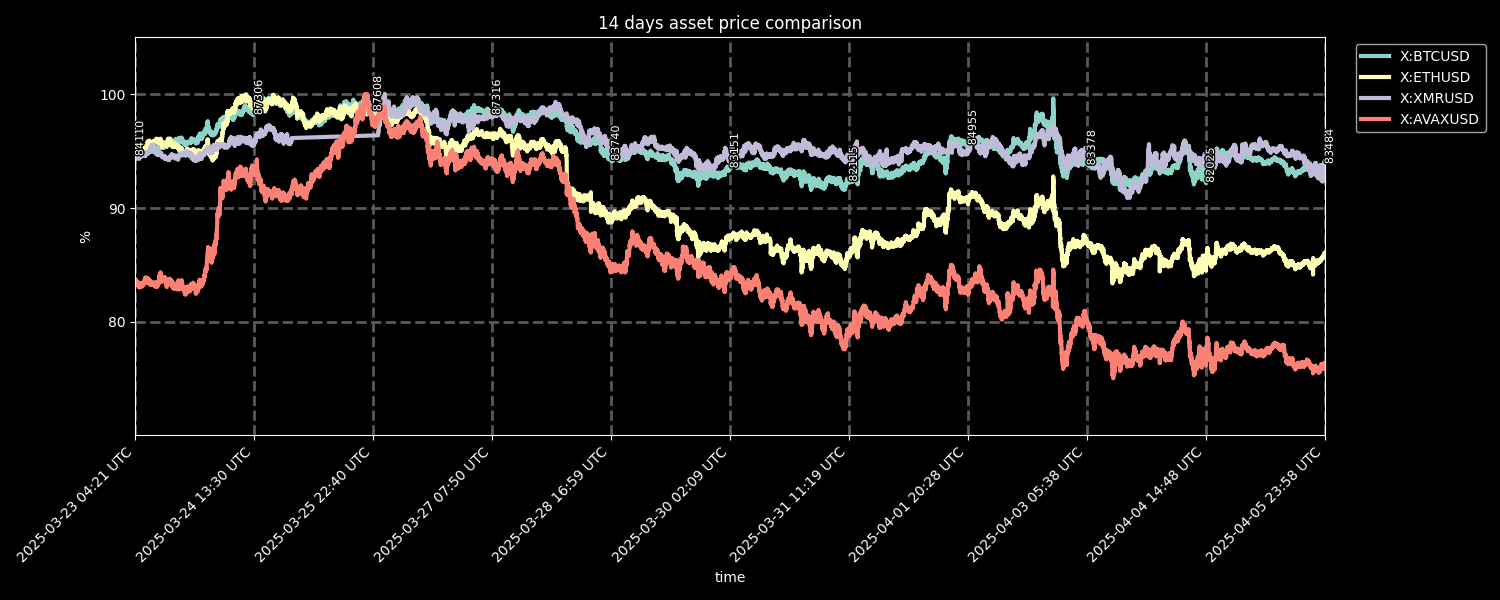 14 days asset price comparison
X:BTCUSD
X:ETHUSD
X:XMRUSD
X:AVAXUSD
100
90
80
%
84110
87306
87608
87316
83740
83151
82115
84955
83378
82025
83484
2025-03-23 04:21 UTC
2025-03-24 13:30 UTC
2025-03-25 22:40 UTC
2025-03-27 07:50 UTC
2025-03-28 16:59 UTC
2025-03-30 02:09 UTC
2025-03-31 11:19 UTC
2025-04-01 20:28 UTC
2025-04-03 05:38 UTC
2025-04-04 14:48 UTC
2025-04-05 23:58 UTC
time